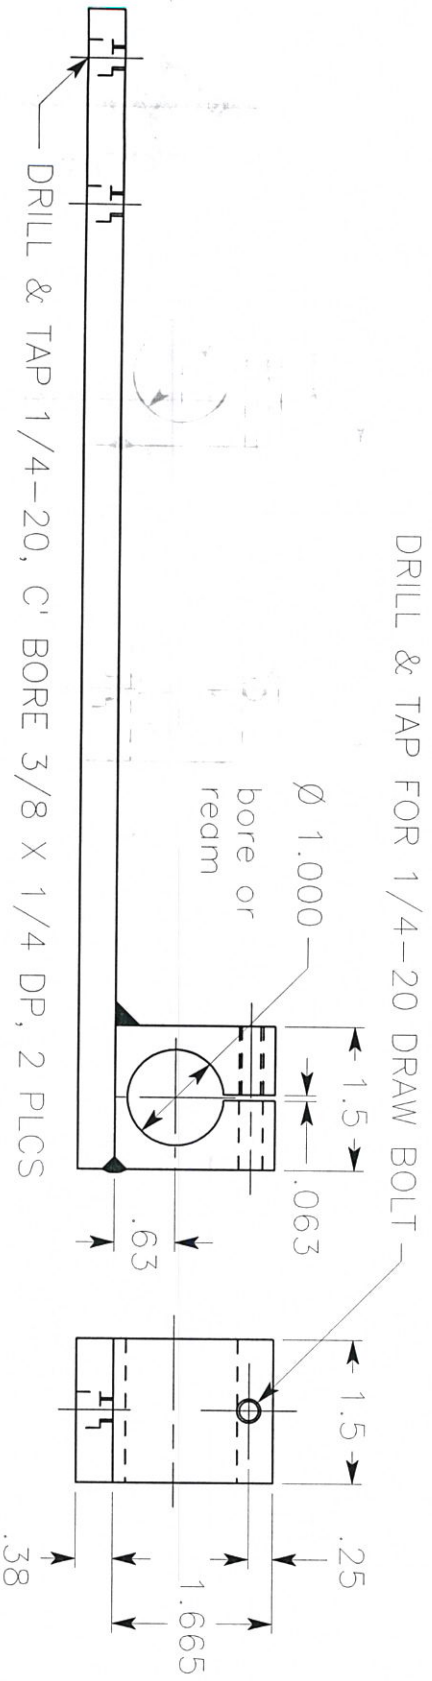 DRILL & TAP FOR 1/4-20 DRAW BOLT
Ø 1.000
bore or
ream
1.5
.063
.63
1.5
.25
1.665
.38
DRILL & TAP 1/4-20, C' BORE 3/8 X 1/4 DP, 2 PLCS